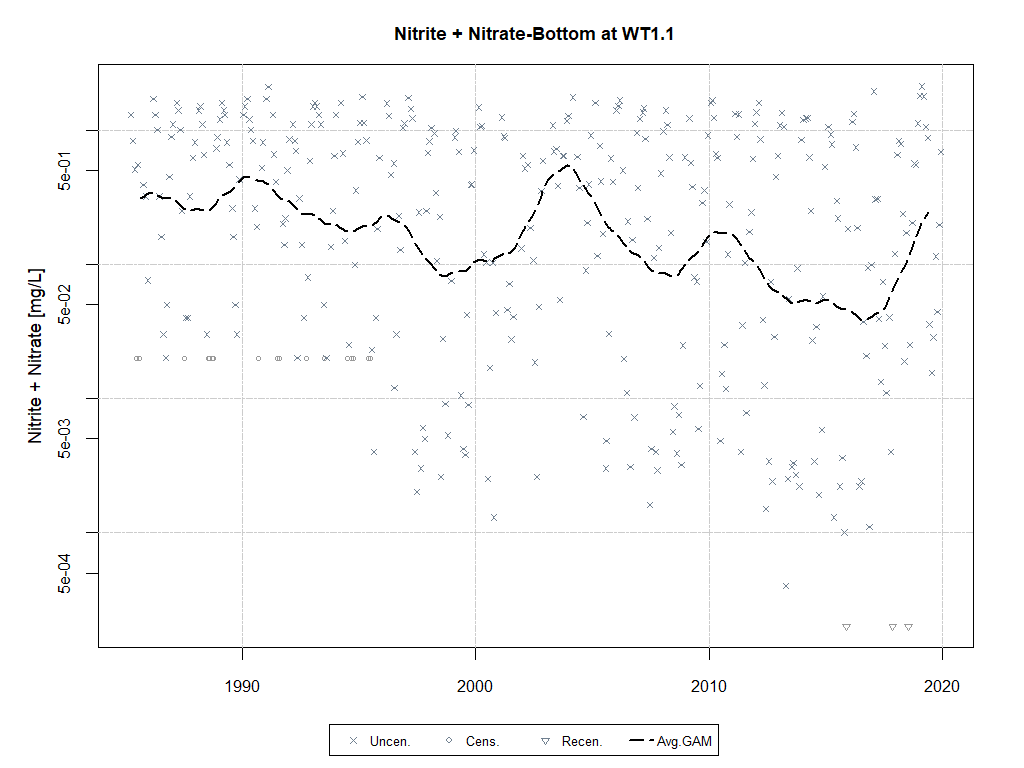 Nitrite + Nitrate-Bottom at WT1.1
Nitrite + Nitrate [mg/L]
5e-01
5e-02
5e-03
5e-04
1990 2000 2010 2020
Uncen. Cens. Recen. Avg.GAM